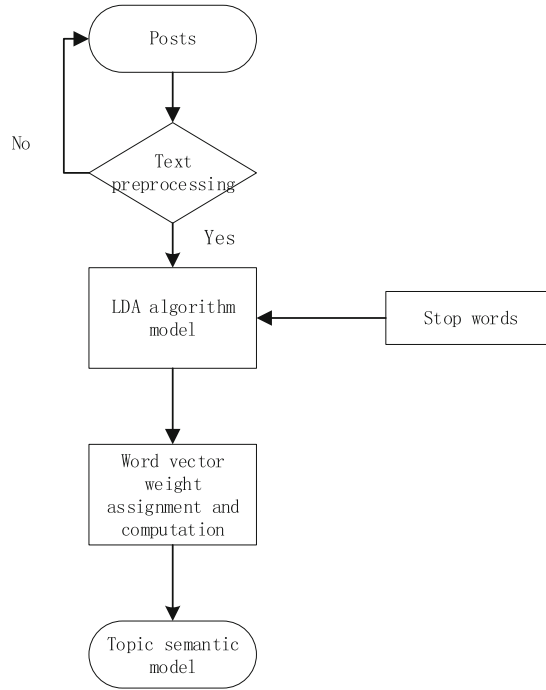 Posts
No
Text
preprocessing
Yes
LDA algorithm
model
Stop words
Word vector
weight
assignment and
computation
Topic semantic
model